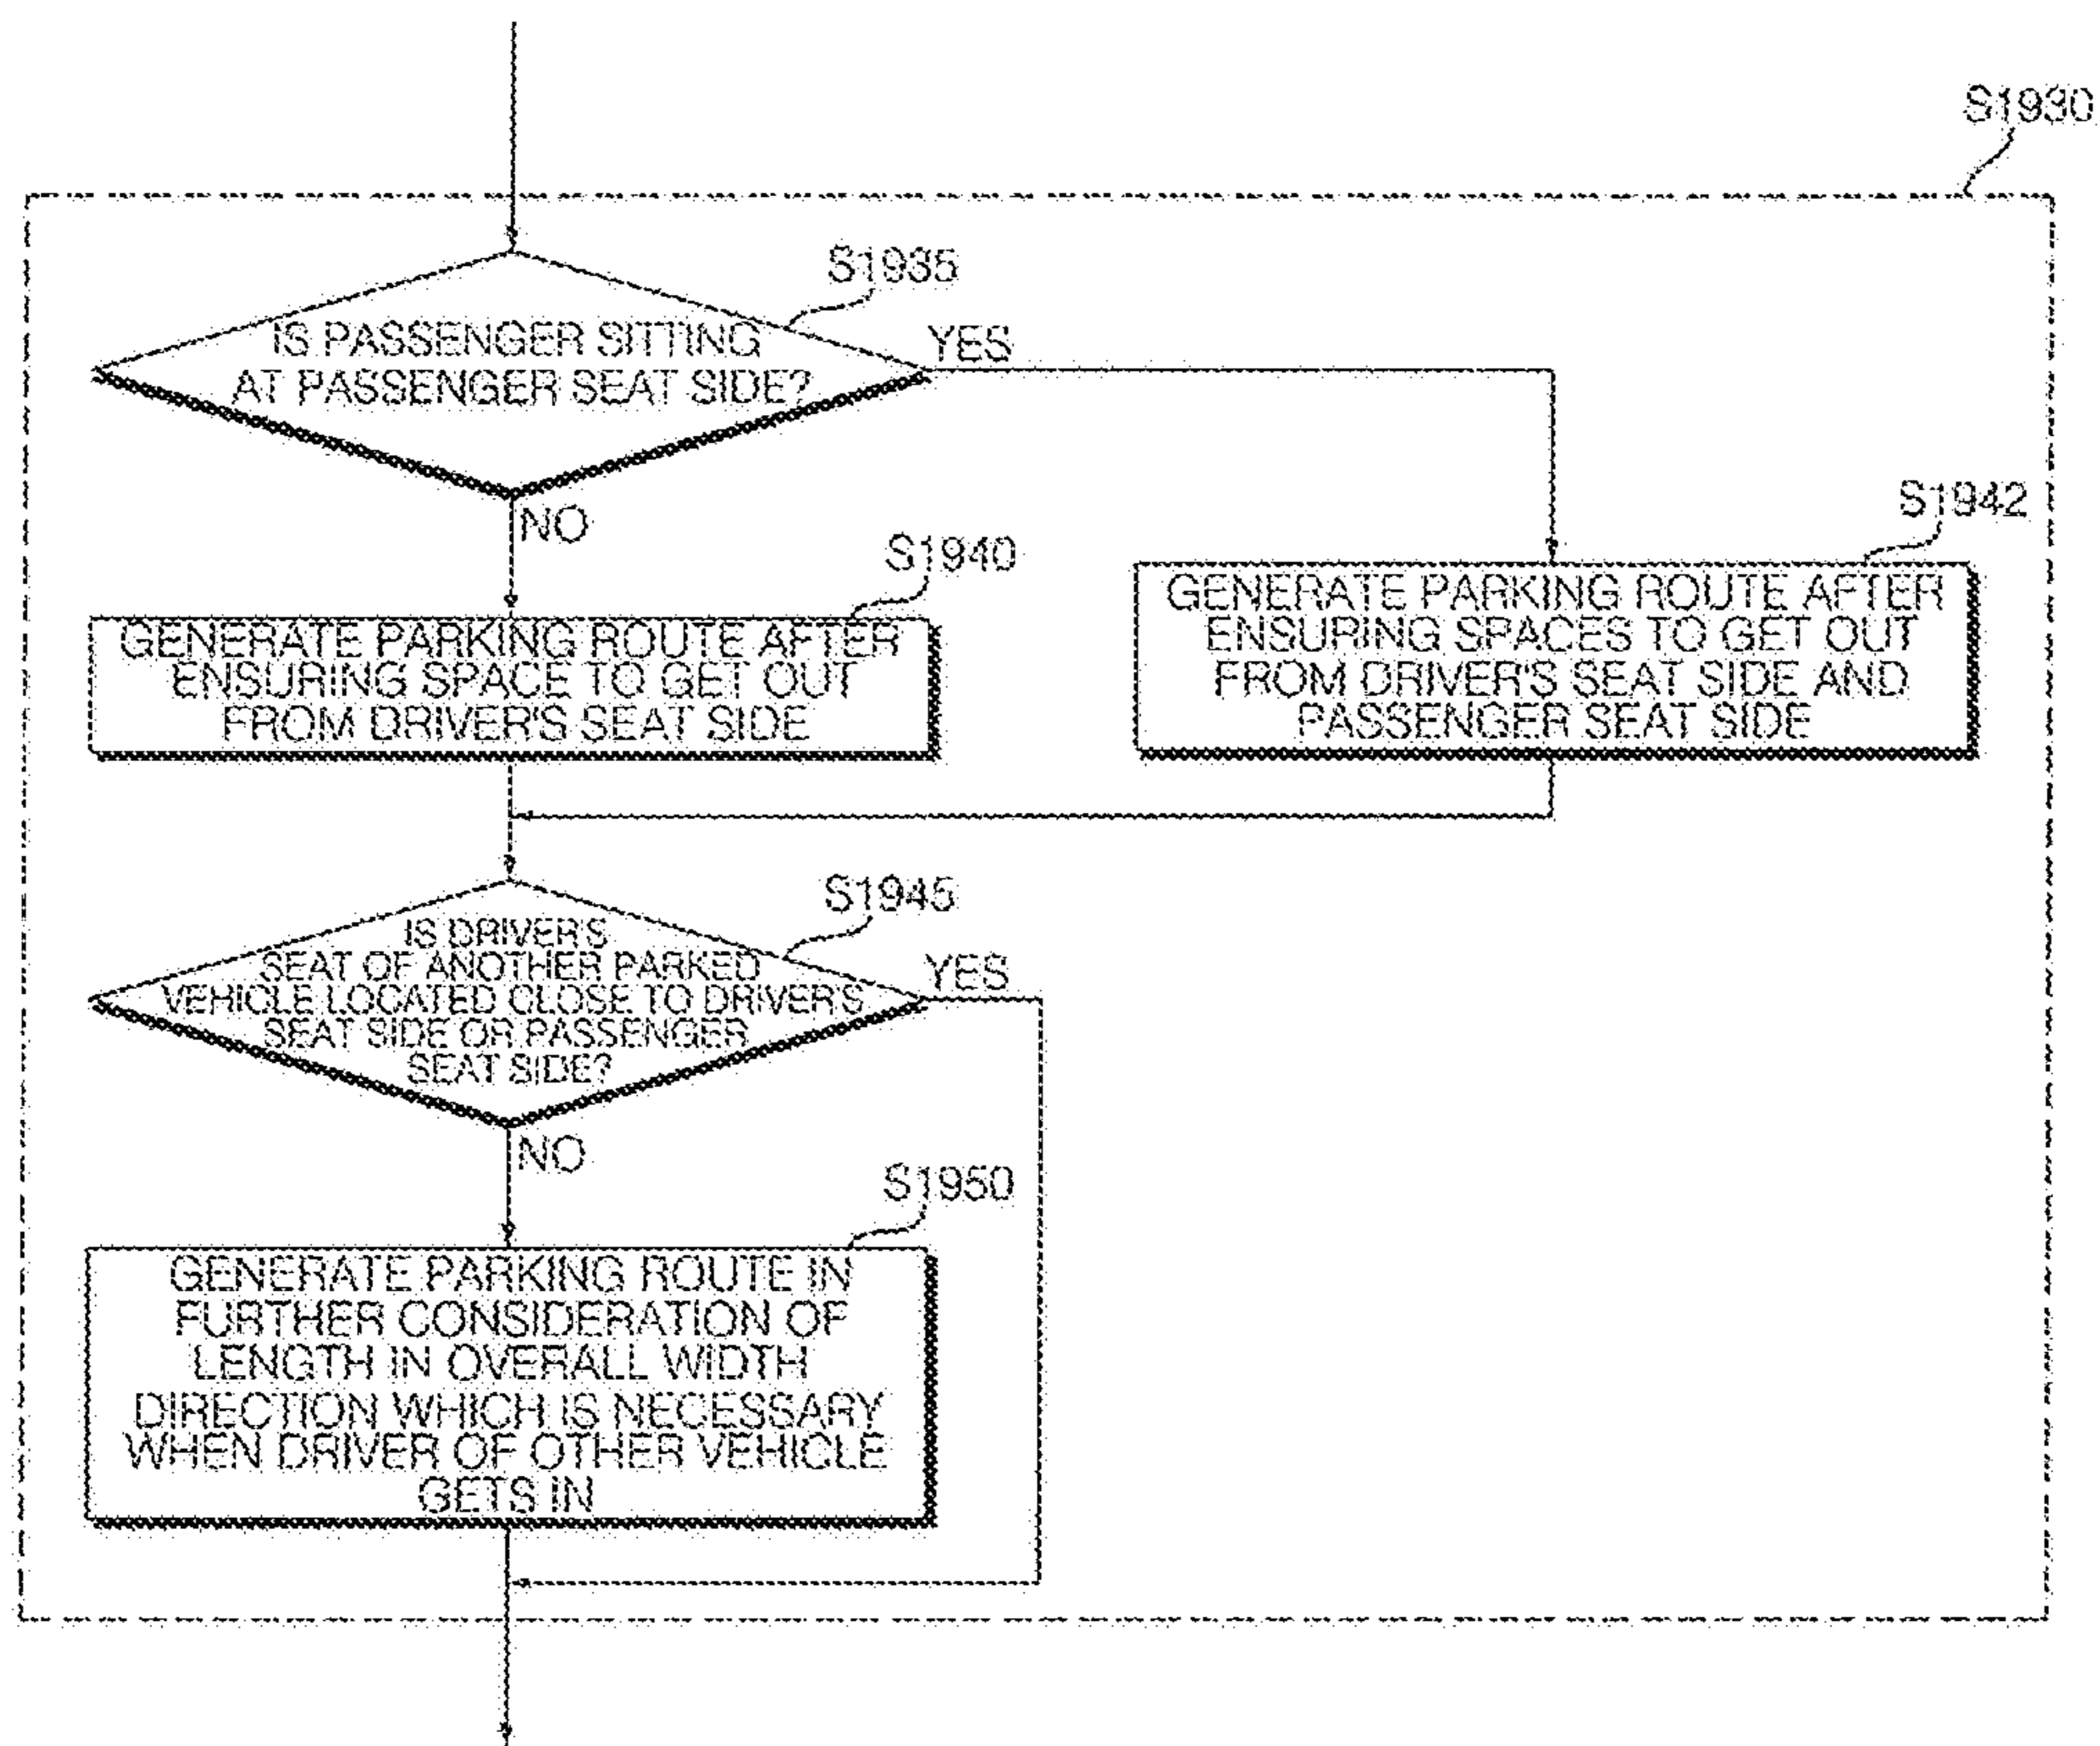 S1930
S1935
IS PASSENGER SITTING
AT PASSENGER SEAT SIDE?
YES
NO
S1942
GENERATE PARKING ROUTE AFTER
ENSURING SPACES TO GET OUT
FROM DRIVER'S SEAT SIDE AND
PASSENGER SEAT SIDE
S1940
GENERATE PARKING ROUTE AFTER
ENSURING SPACE TO GET OUT
FROM DRIVER'S SEAT SIDE
S1945
IS DRIVER'S
SEAT OF ANOTHER PARKED
VEHICLE LOCATED CLOSE TO DRIVER'S
SEAT SIDE OR PASSENGER
SEAT SIDE?
YES
NO
S1950
GENERATE PARKING ROUTE IN
FURTHER CONSIDERATION OF
LENGTH IN OVERALL WIDTH
DIRECTION WHICH IS NECESSARY
WHEN DRIVER OF OTHER VEHICLE
GETS IN